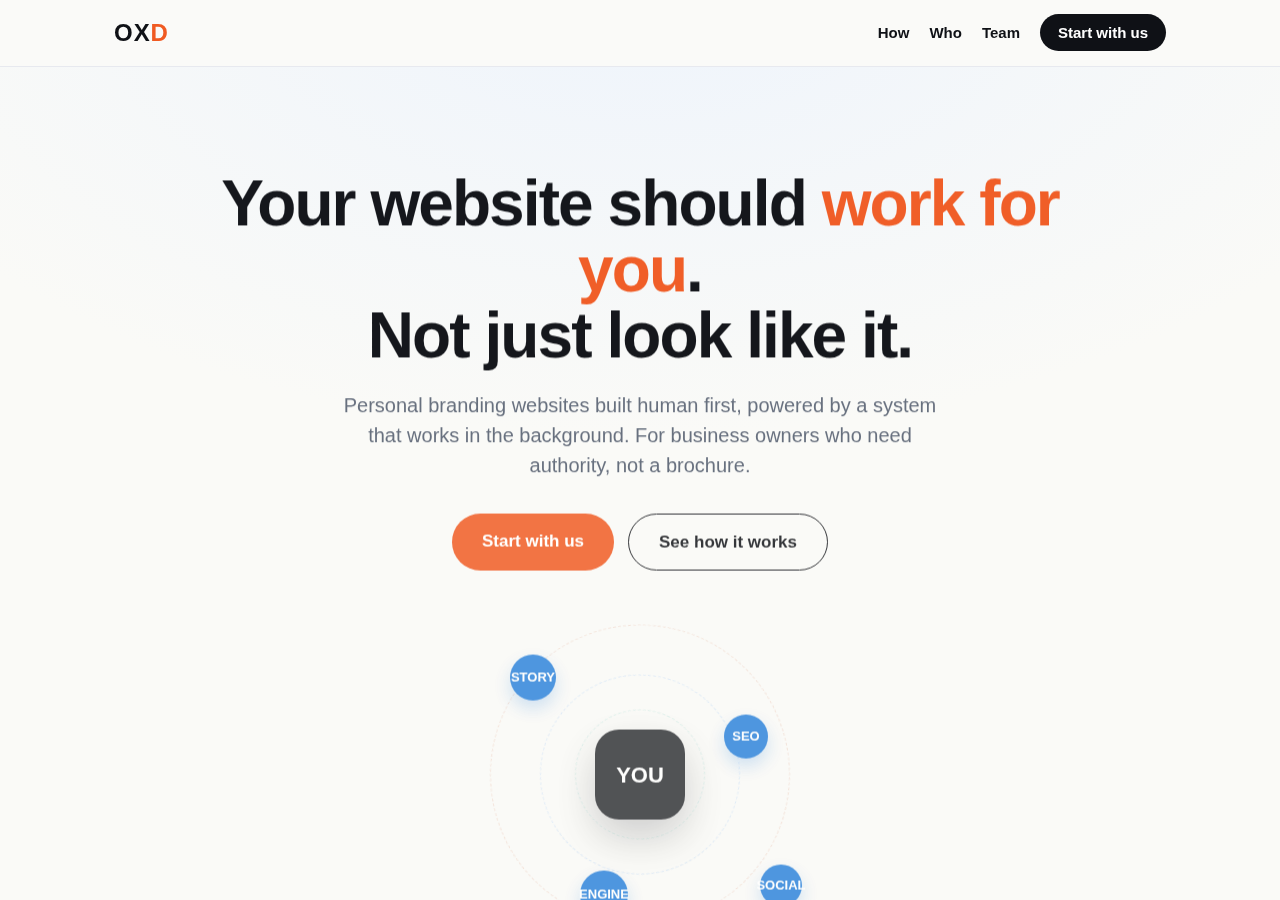 OXD
How
Who
Team
Start with us
Your website should work for
you.
Not just look like it.
Personal branding websites built human first, powered by a system
that works in the background. For business owners who need
authority, not a brochure.
Start with us
See how it works
STORY
SEO
YOU
SOCIAL
ENGINE